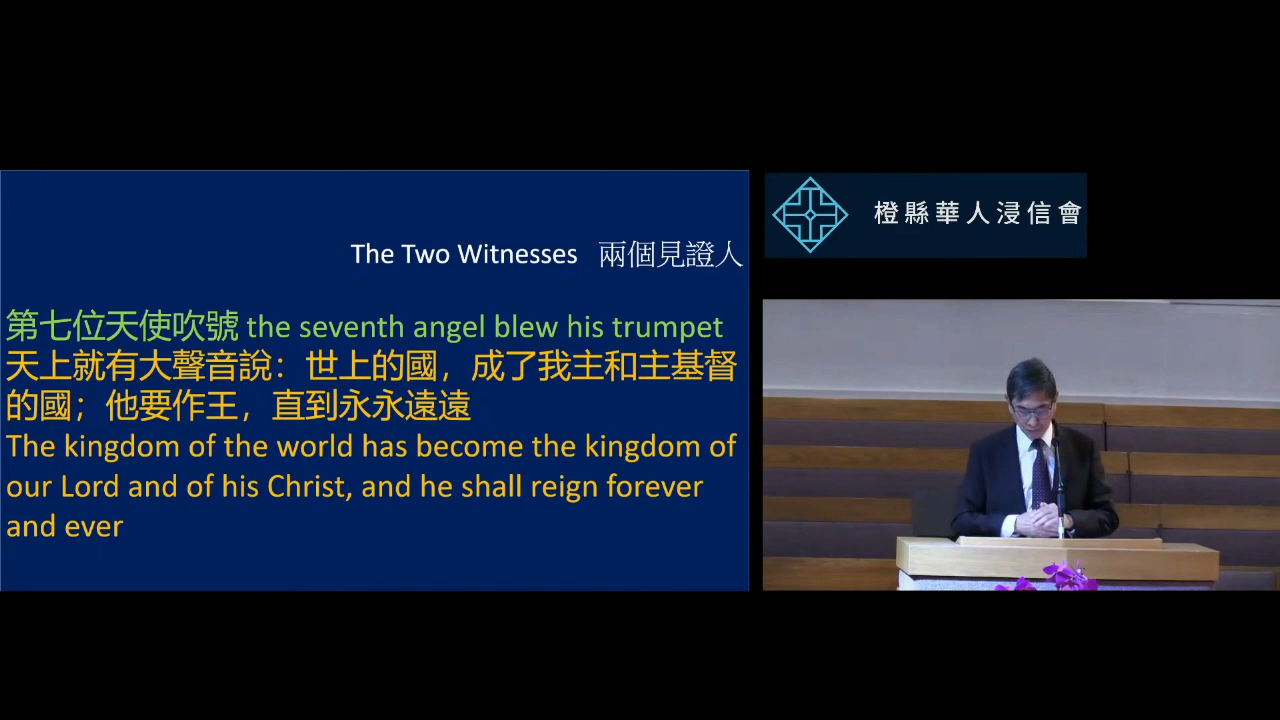 The Two Witnesses 兩個見證人
第七位天使吹號 the seventh angel blew his trumpet
天上就有大聲音說：世上的國，成了我主和主基督
的國；他要作王，直到永永遠遠
The kingdom of the world has become the kingdom of
our Lord and of his Christ, and he shall reign forever
and ever
橙縣華人浸信會